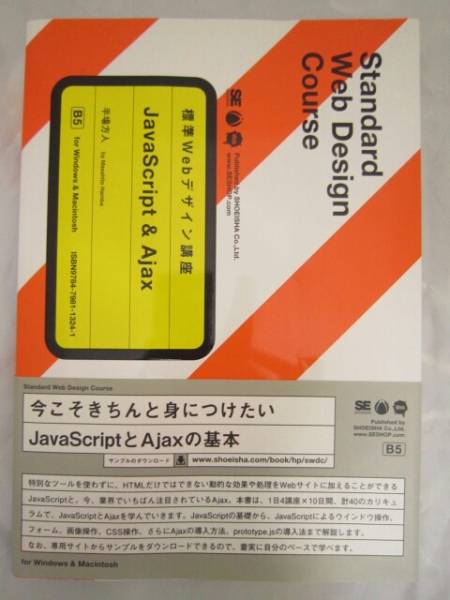 Standard
Web Design
Course
SE
Published by SHOEISHA Co.,Ltd.
www.SESHOP.com
標準Webデザイン講座
JavaScript & Ajax
半場方人 by Masahito Hamba
B5 for Windows & Macintosh ISBN9784-7981-1324-1
Standard Web Design Course
今こそきちんと身につけたい
JavaScriptとAjaxの基本
サンプルのダウンロード www.shoeisha.com/book/hp/swdc/
SE
Published by
SHOEISHA Co.,Ltd.
www.SESHOP.com
B5
特別なツールを使わずに、HTMLだけではできない動的な効果や処理をWebサイトに加えることができる
JavaScriptと、今、業界でいちばん注目されているAjax。本書は、1日4講座×10日間、計40のカリキュ
ラムで、JavaScriptとAjaxを学んでいきます。JavaScriptの基礎から、JavaScriptによるウインドウ操作、
フォーム、画像操作、CSS操作、さらにAjaxの導入方法、prototype.jsの導入法まで解説します。
なお、専用サイトからサンプルをダウンロードできるので、着実に自分のペースで学べます。
for Windows & Macintosh